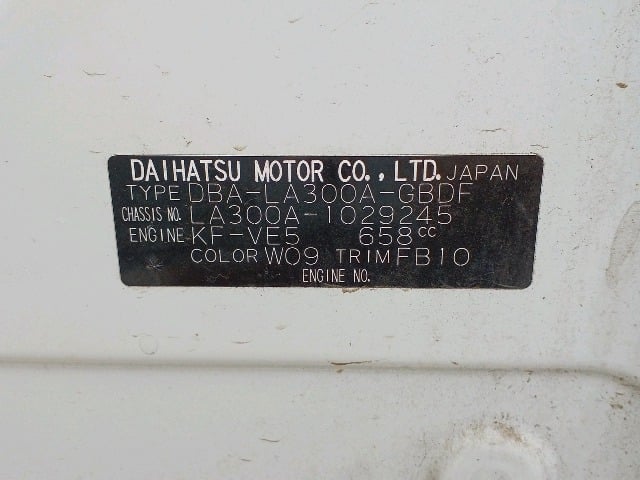 DAIHATSU MOTOR CO., LTD. JAPAN
TYPE DBA-LA300A-GBDF
CHASSIS NO. LA300A-1029245
ENGINE KF-VE5 658cc
COLOR W09 TRIM FB10
ENGINE NO.